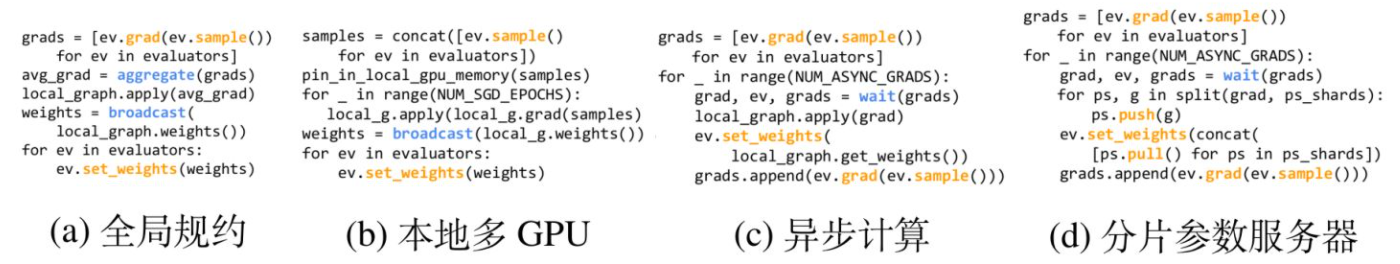 grads = [ev.grad(ev.sample())
    for ev in evaluators]
avg_grad = aggregate(grads)
local_graph.apply(avg_grad)
weights = broadcast(
    local_graph.weights())
for ev in evaluators:
    ev.set_weights(weights)
(a) 全局规约
samples = concat([ev.sample()
    for ev in evaluators])
pin_in_local_gpu_memory(samples)
for _ in range(NUM_SGD_EPOCHS):
    local_g.apply(local_g.grad(samples)
weights = broadcast(local_g.weights())
for ev in evaluators:
    ev.set_weights(weights)
(b) 本地多 GPU
grads = [ev.grad(ev.sample())
    for ev in evaluators]
for _ in range(NUM_ASYNC_GRADS):
    grad, ev, grads = wait(grads)
    local_graph.apply(grad)
    ev.set_weights(
        local_graph.get_weights())
    grads.append(ev.grad(ev.sample()))
(c) 异步计算
grads = [ev.grad(ev.sample())
    for ev in evaluators]
for _ in range(NUM_ASYNC_GRADS):
    grad, ev, grads = wait(grads)
    for ps, g in split(grad, ps_shards):
        ps.push(g)
    ev.set_weights(concat(
        [ps.pull() for ps in ps_shards])
    grads.append(ev.grad(ev.sample()))
(d) 分片参数服务器